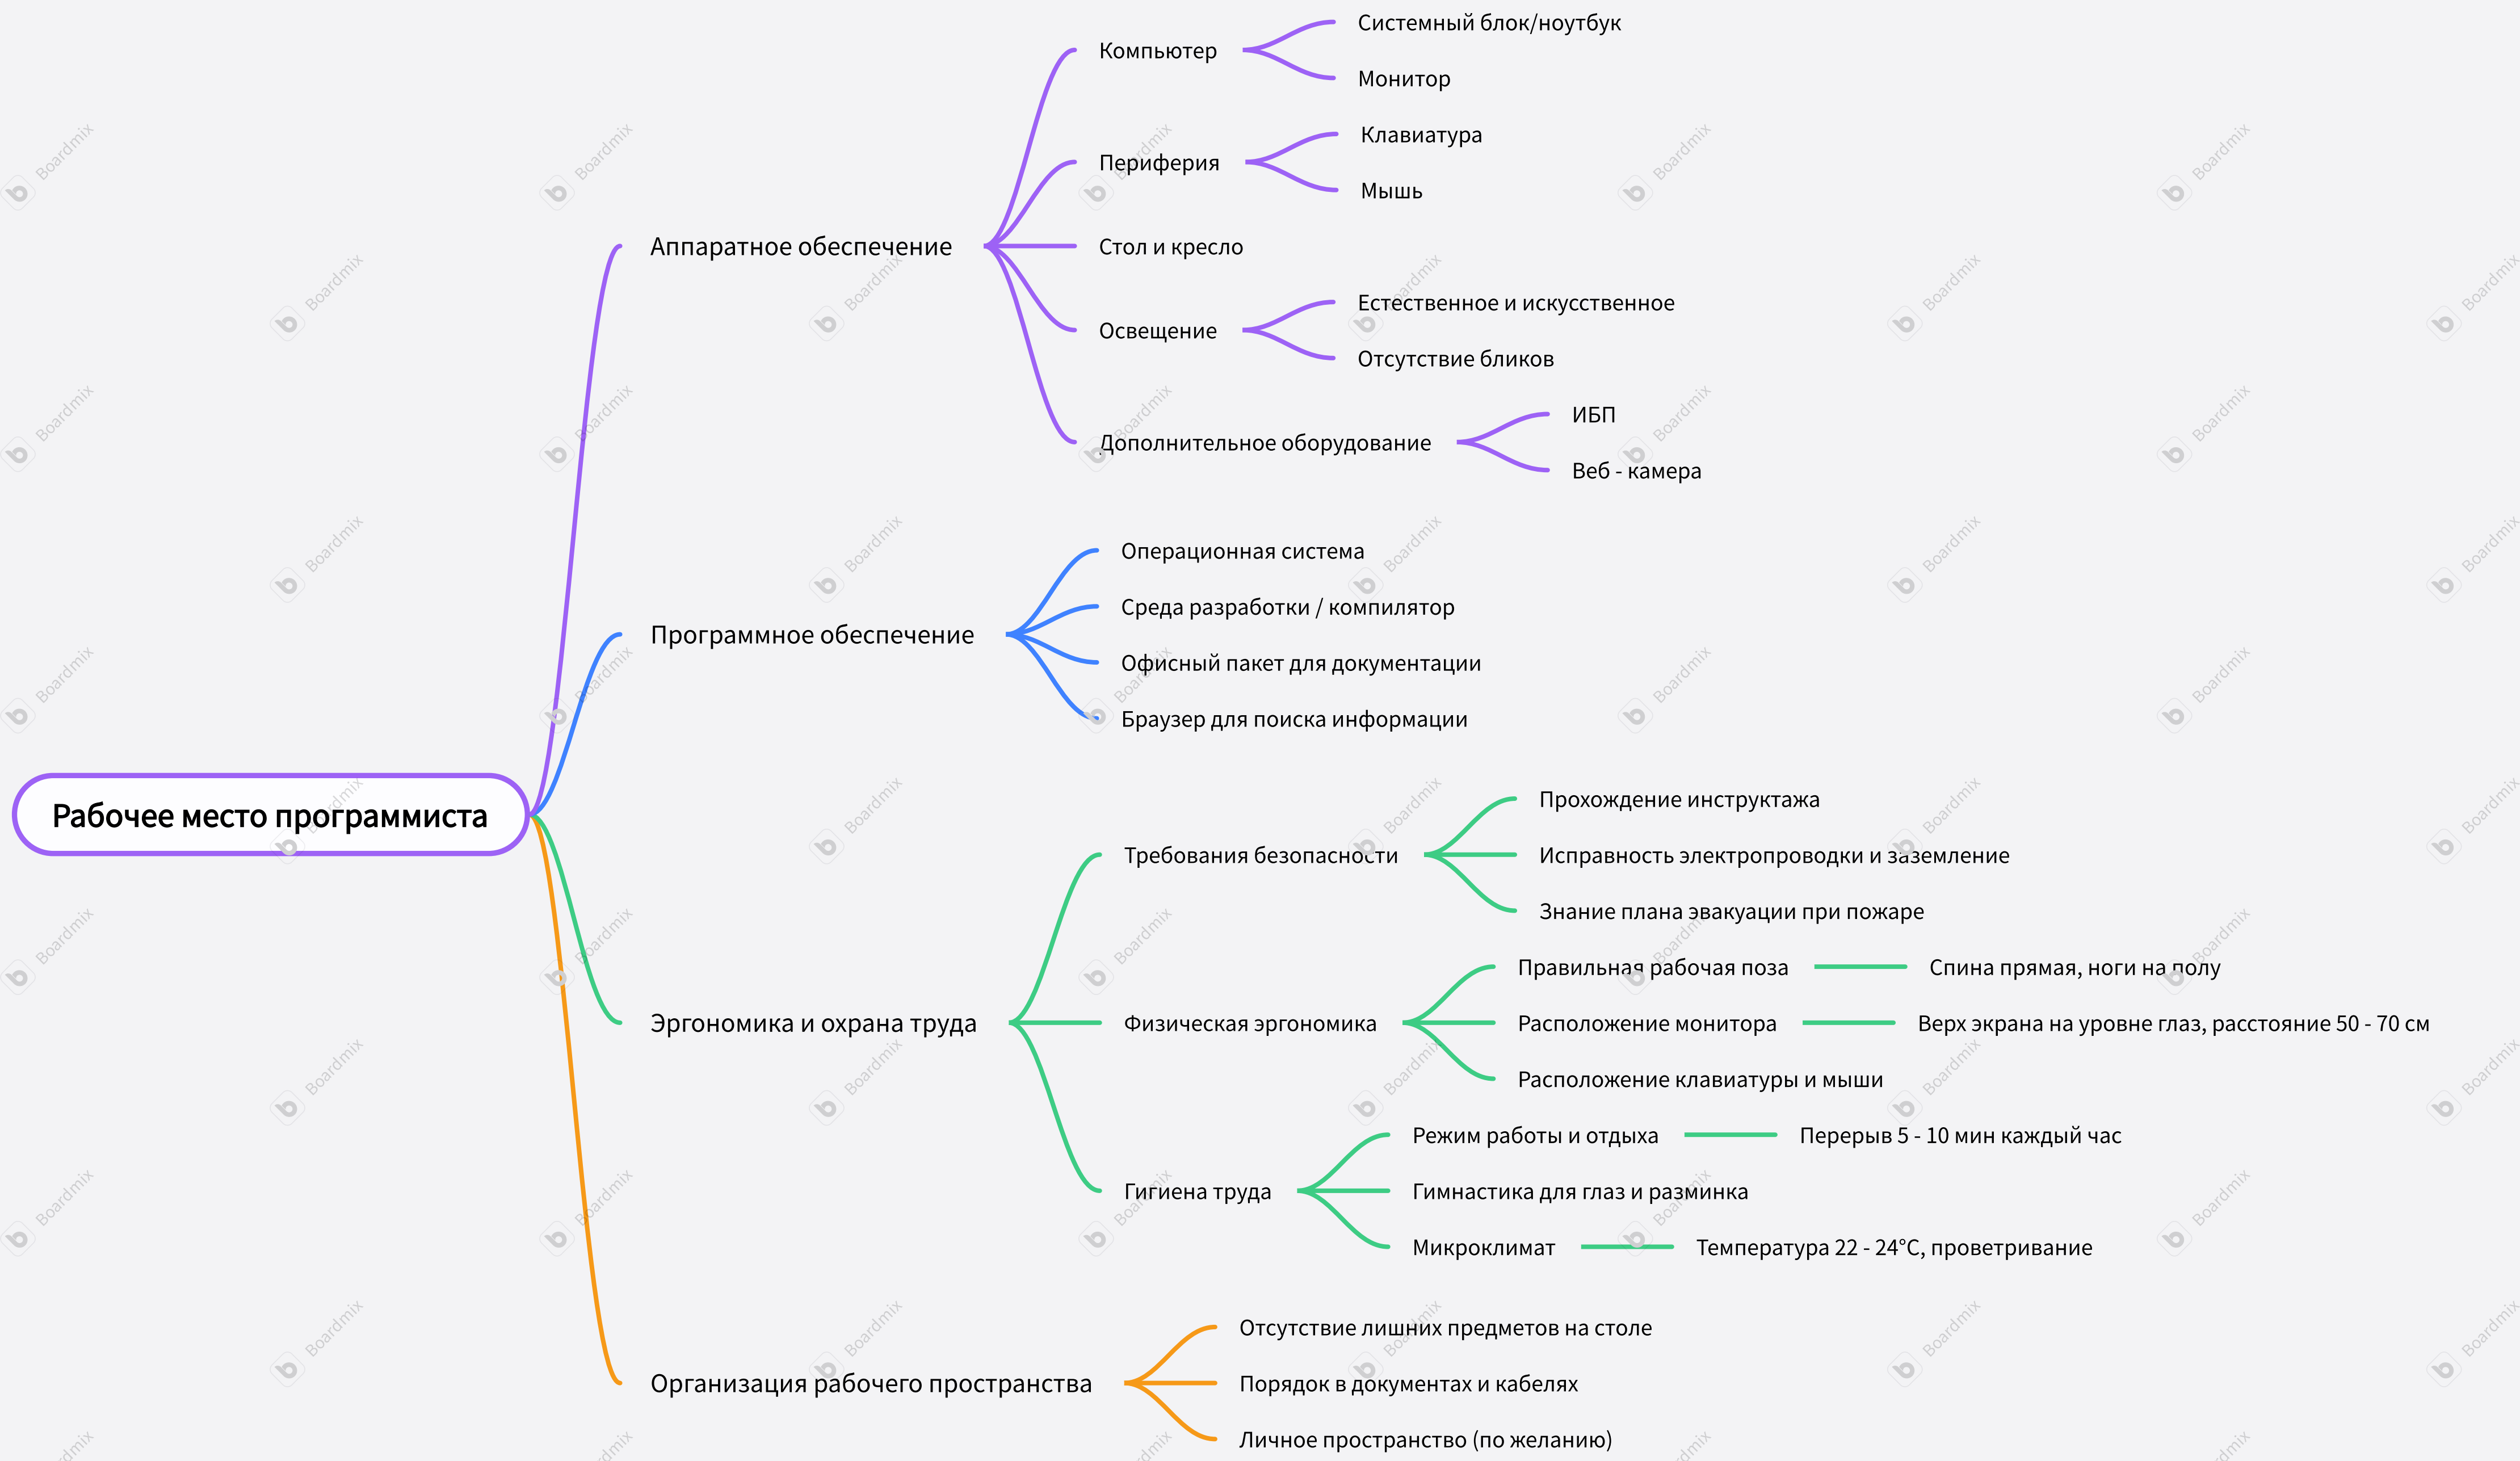 Рабочее место программиста
Аппаратное обеспечение
Компьютер
Системный блок/ноутбук
Монитор
Периферия
Клавиатура
Мышь
Стол и кресло
Освещение
Естественное и искусственное
Отсутствие бликов
Дополнительное оборудование
ИБП
Веб - камера
Программное обеспечение
Операционная система
Среда разработки / компилятор
Офисный пакет для документации
Браузер для поиска информации
Эргономика и охрана труда
Требования безопасности
Прохождение инструктажа
Исправность электропроводки и заземление
Знание плана эвакуации при пожаре
Физическая эргономика
Правильная рабочая поза
Спина прямая, ноги на полу
Расположение монитора
Верх экрана на уровне глаз, расстояние 50 - 70 см
Расположение клавиатуры и мыши
Гигиена труда
Режим работы и отдыха
Перерыв 5 - 10 мин каждый час
Гимнастика для глаз и разминка
Микроклимат
Температура 22 - 24°C, проветривание
Организация рабочего пространства
Отсутствие лишних предметов на столе
Порядок в документах и кабелях
Личное пространство (по желанию)
Boardmix